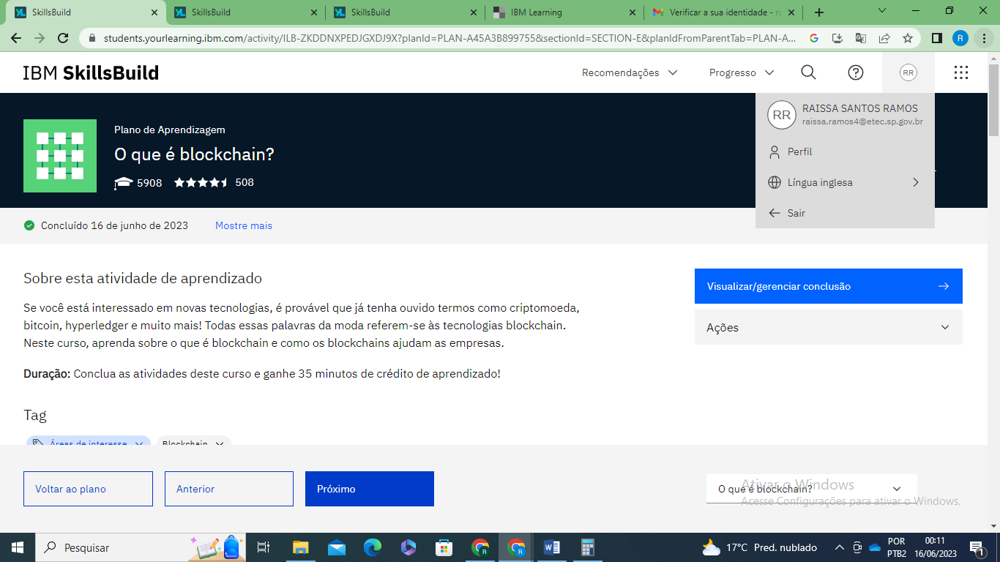 SkillsBuild
SkillsBuild
SkillsBuild
IBM Learning
Verificar a sua identidade - ra
students.yourlearning.ibm.com/activity/ILB-ZKDDNXPEDJGXDJ9X?planId=PLAN-A45A3B899755&sectionId=SECTION-E&planIdFromParentTab=PLAN-A...
R
IBM SkillsBuild
Recomendações
Progresso
RR
RR
RAISSA SANTOS RAMOS
raissa.ramos4@etec.sp.gov.br
Perfil
Língua inglesa
Sair
Plano de Aprendizagem
O que é blockchain?
5908
508
Concluído 16 de junho de 2023
Mostre mais
Sobre esta atividade de aprendizado
Se você está interessado em novas tecnologias, é provável que já tenha ouvido termos como criptomoeda,
bitcoin, hyperledger e muito mais! Todas essas palavras da moda referem-se às tecnologias blockchain.
Neste curso, aprenda sobre o que é blockchain e como os blockchains ajudam as empresas.
Duração: Conclua as atividades deste curso e ganhe 35 minutos de crédito de aprendizado!
Visualizar/gerenciar conclusão
Ações
Tag
Áreas de interesse
Blockchain
Voltar ao plano
Anterior
Próximo
O que é blockchain?
Ativar o Windows
Acesse Configurações para ativar o Windows.
Pesquisar
17°C Pred. nublado
POR
PTB2
00:11
16/06/2023
1